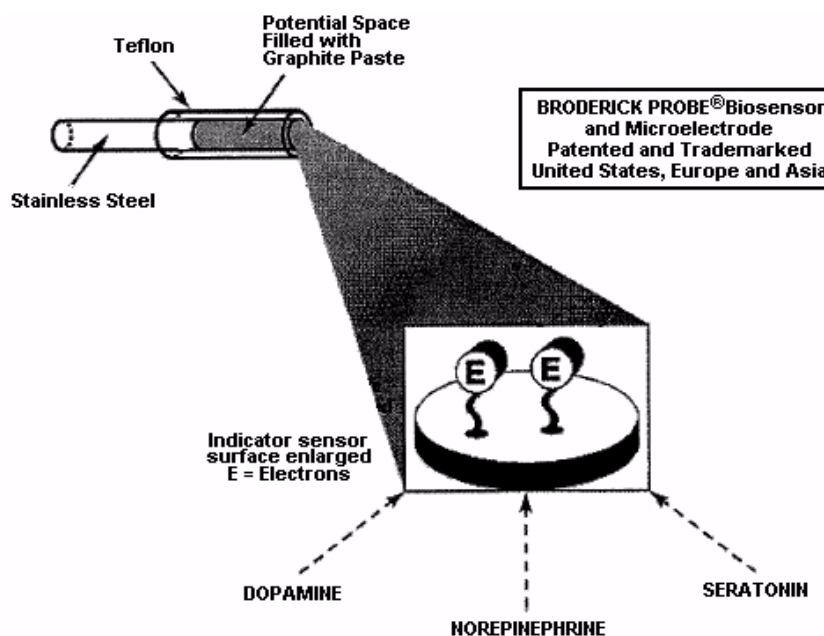 Potential Space
Filled with
Graphite Paste
Teflon
BRODERICK PROBE®Biosensor
and Microelectrode
Patented and Trademarked
United States, Europe and Asia
Stainless Steel
E E
Indicator sensor
surface enlarged
E = Electrons
DOPAMINE
SERATONIN
NOREPINEPHRINE